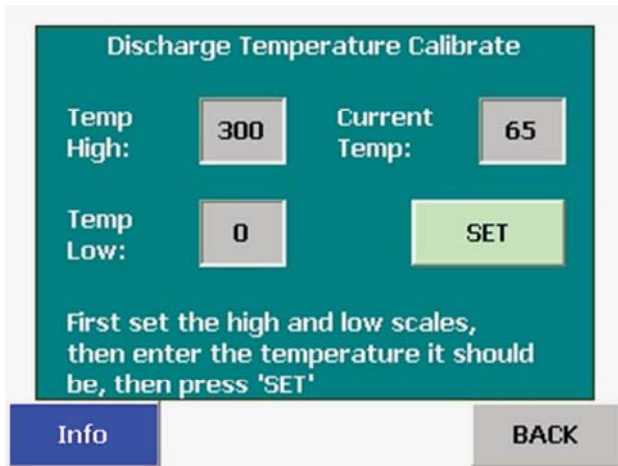 Discharge Temperature Calibrate
Temp High:
300
Current Temp:
65
Temp Low:
0
SET
First set the high and low scales,
then enter the temperature it should
be, then press 'SET'
Info
BACK